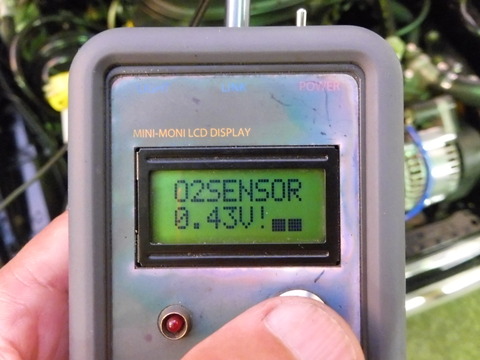 POWER
MINI-MONI LCD DISPLAY
O2SENSOR
0.43V!